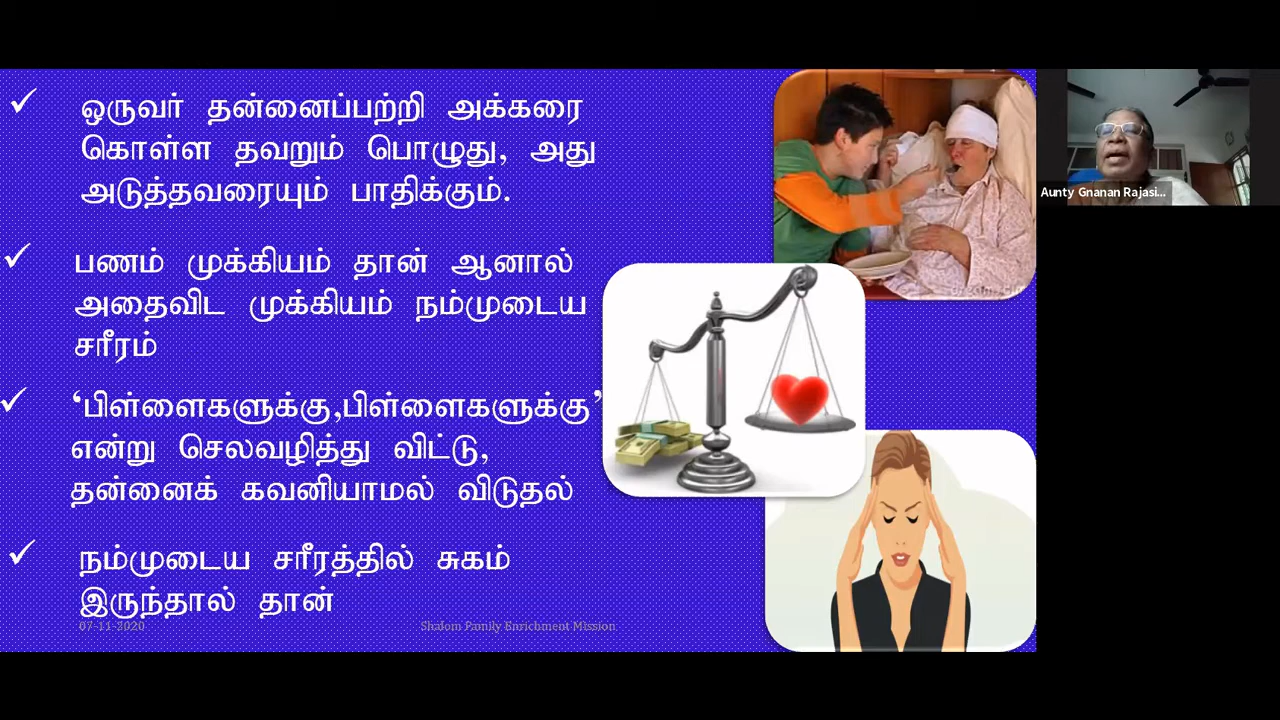 ✓ ஒருவர் தன்னைப்பற்றி அக்கரை
கொள்ள தவறும் பொழுது, அது
அடுத்தவரையும் பாதிக்கும்.
✓ பணம் முக்கியம் தான் ஆனால்
அதைவிட முக்கியம் நம்முடைய
சரீரம்
✓ ‘பிள்ளைகளுக்கு,பிள்ளைகளுக்கு’
என்று செலவழித்து விட்டு,
தன்னைக் கவனியாமல் விடுதல்
✓ நம்முடைய சரீரத்தில் சுகம்
இருந்தால் தான்
07-11-2020 Shalom Family Enrichment Mission
Aunty Gnanan Rajasi...